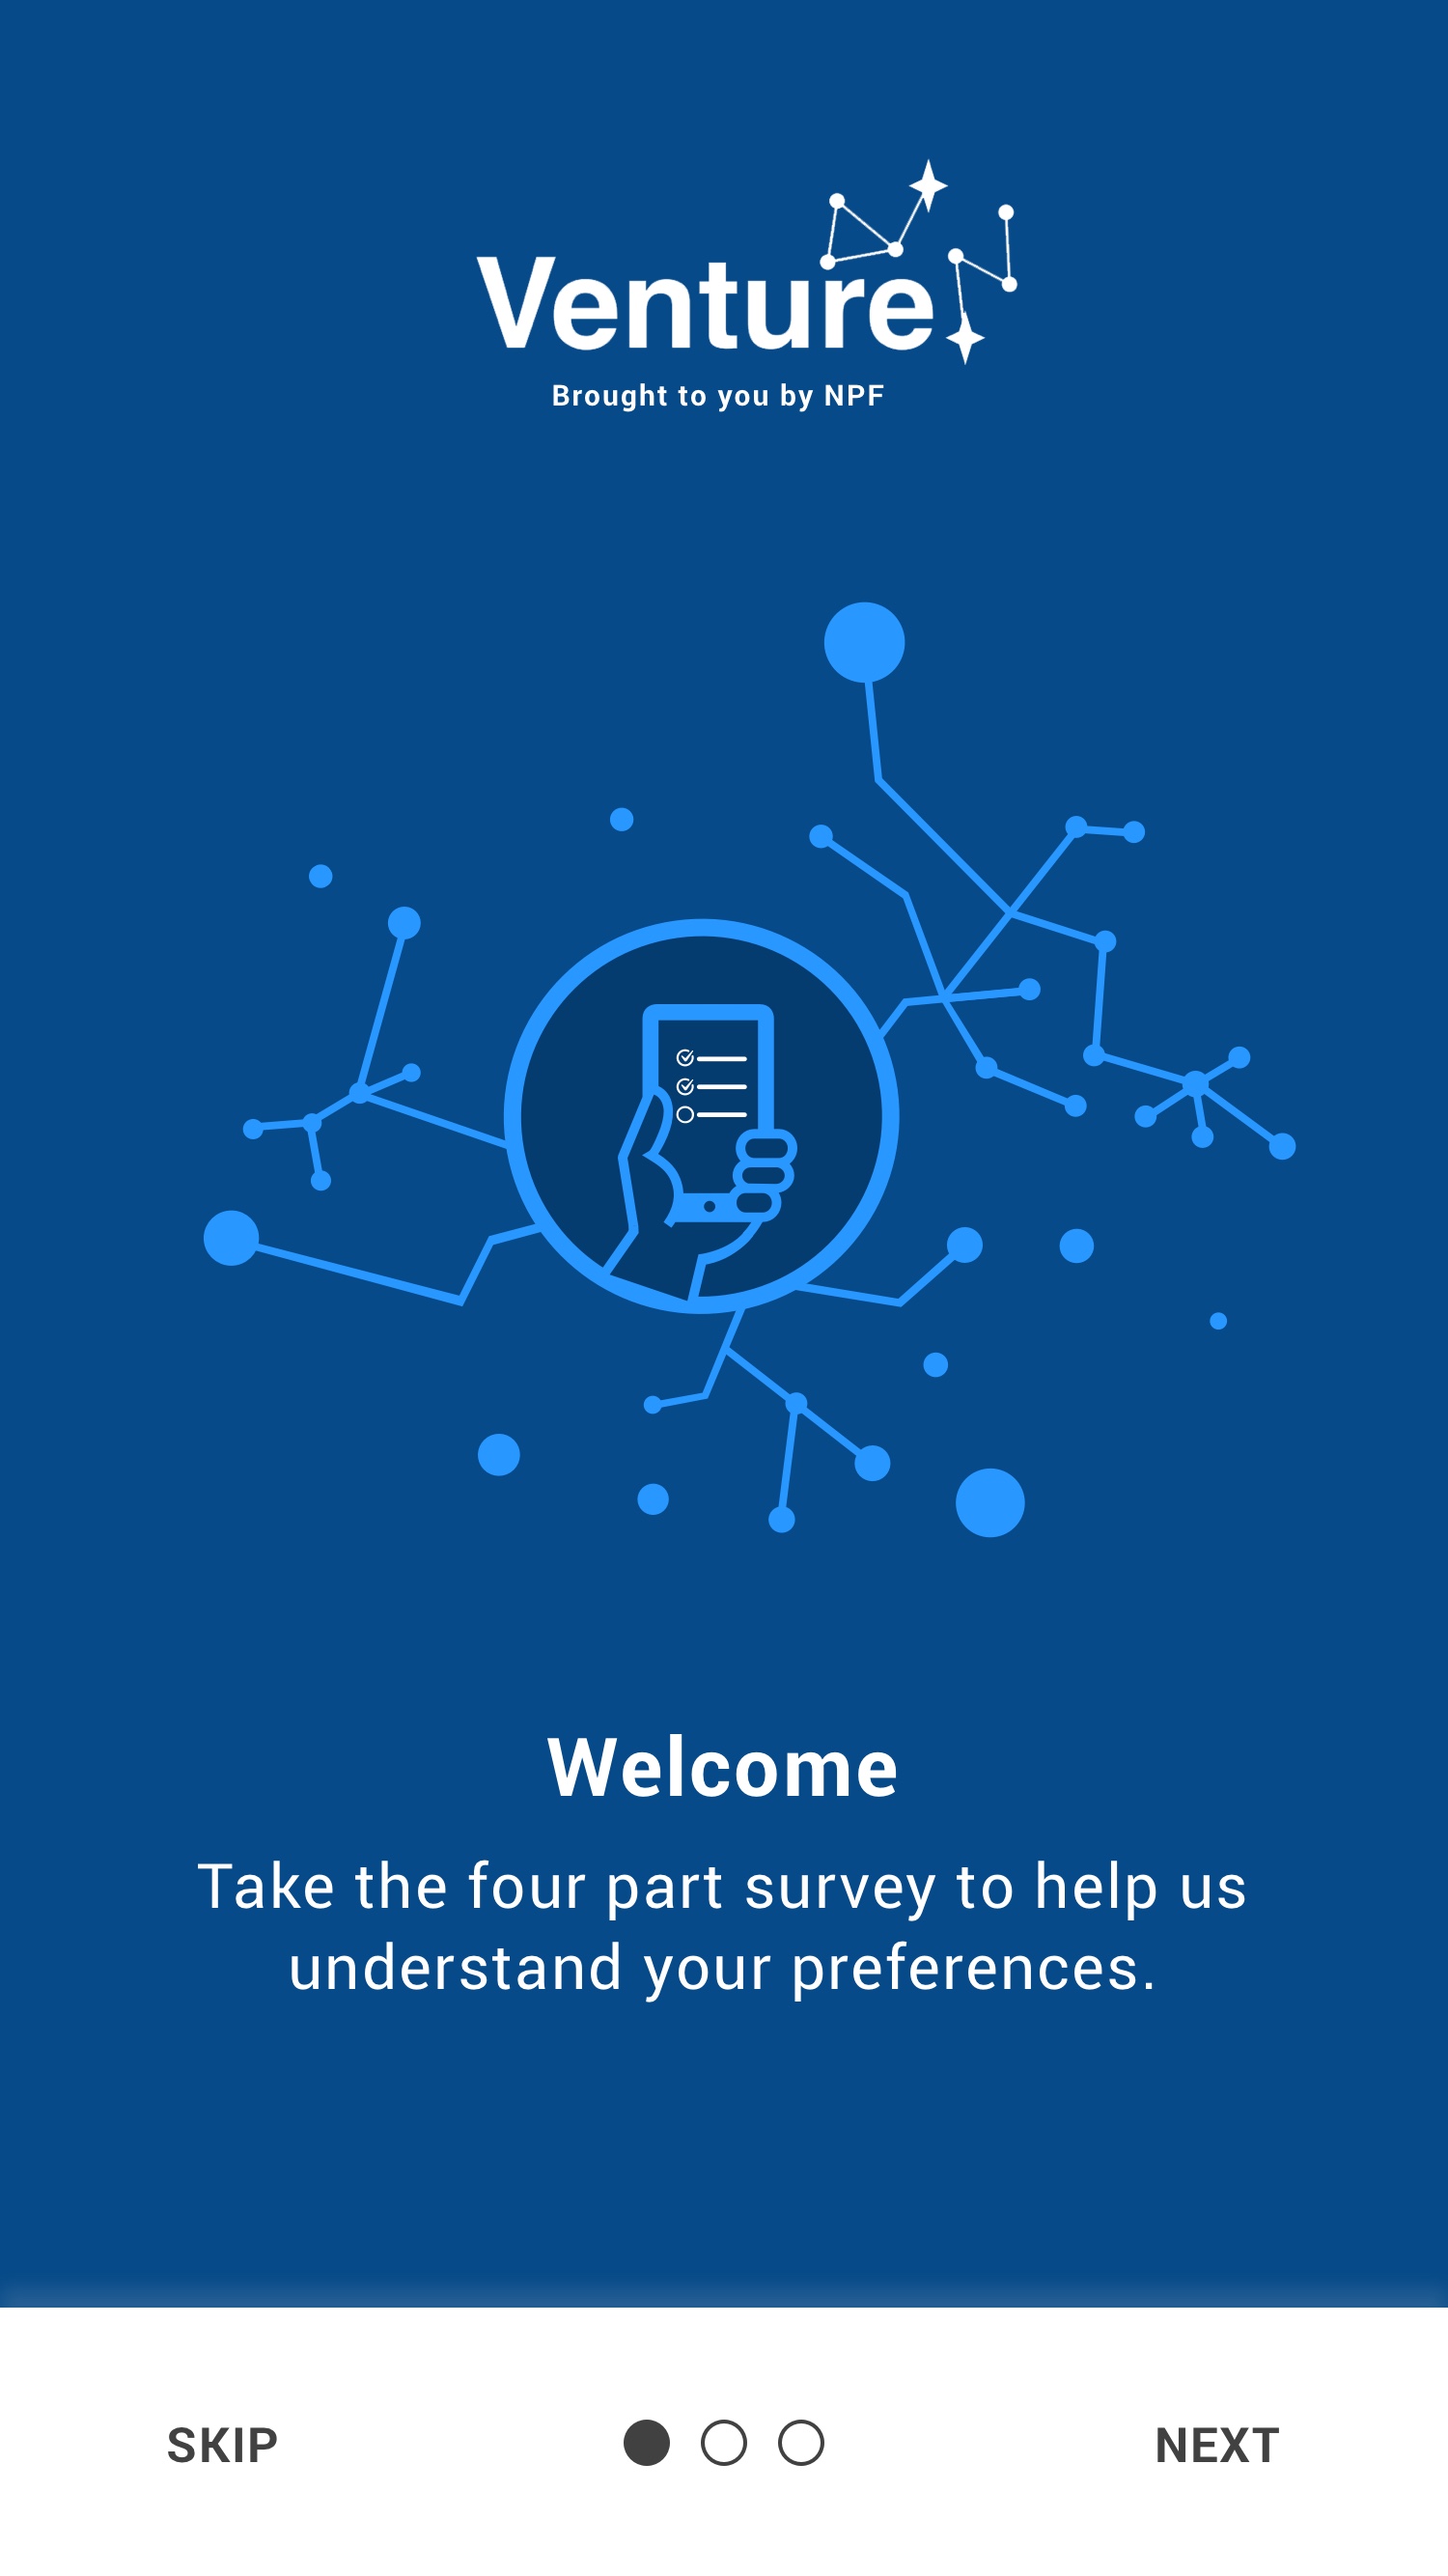 Venture
Brought to you by NPF
Welcome
Take the four part survey to help us
understand your preferences.
SKIP
NEXT